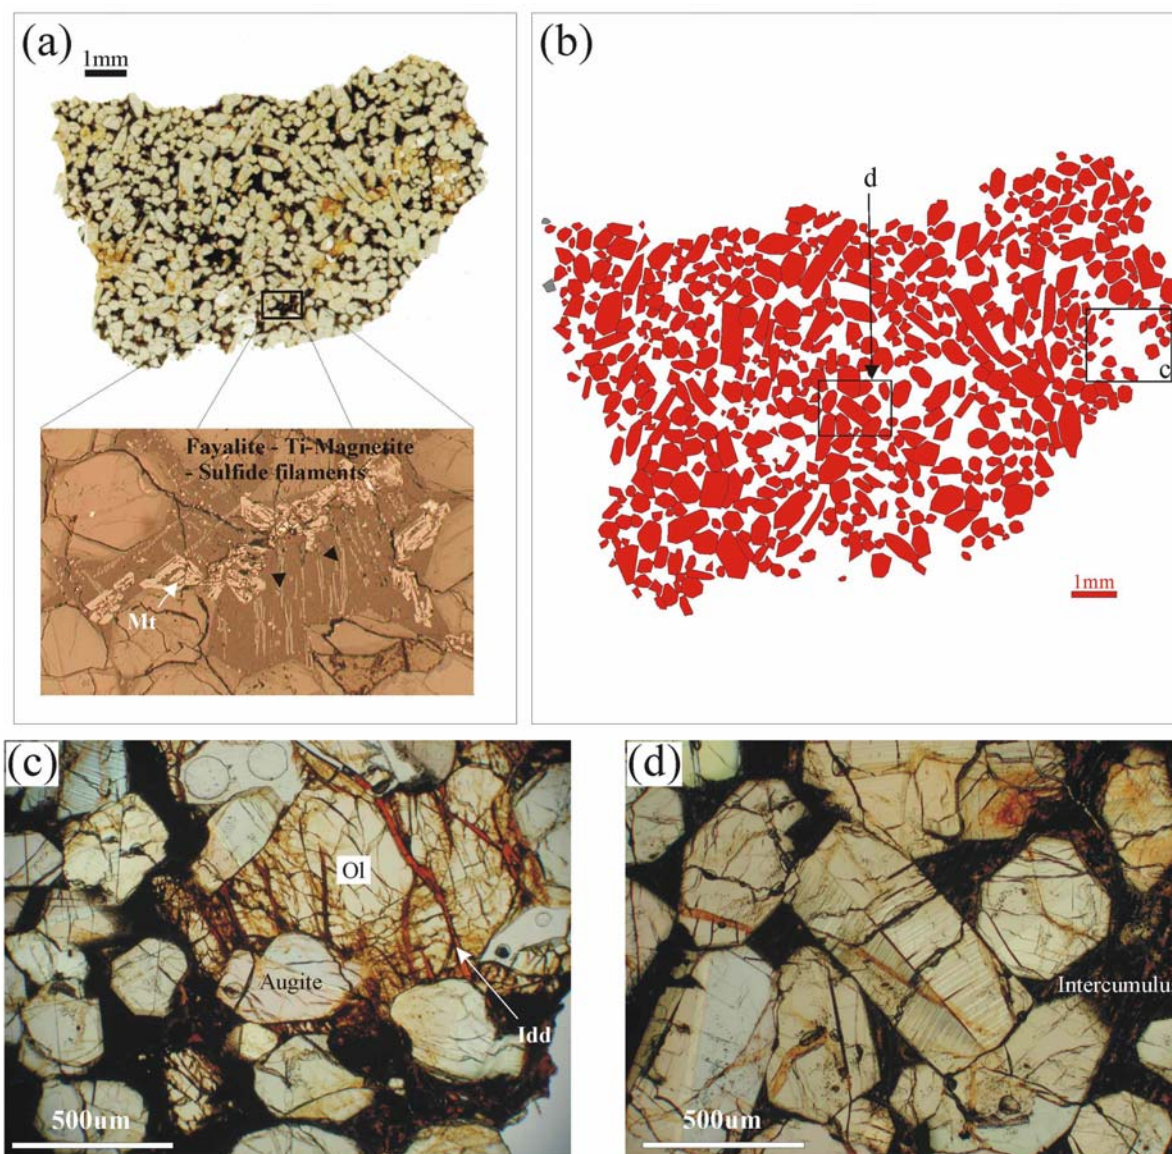 (a)
1mm
Fayalite - Ti-Magnetite
- Sulfide filaments
Mt
(b)
d
c
1mm
(c)
Ol
Augite
Idd
500um
(d)
Intercumulu
500um